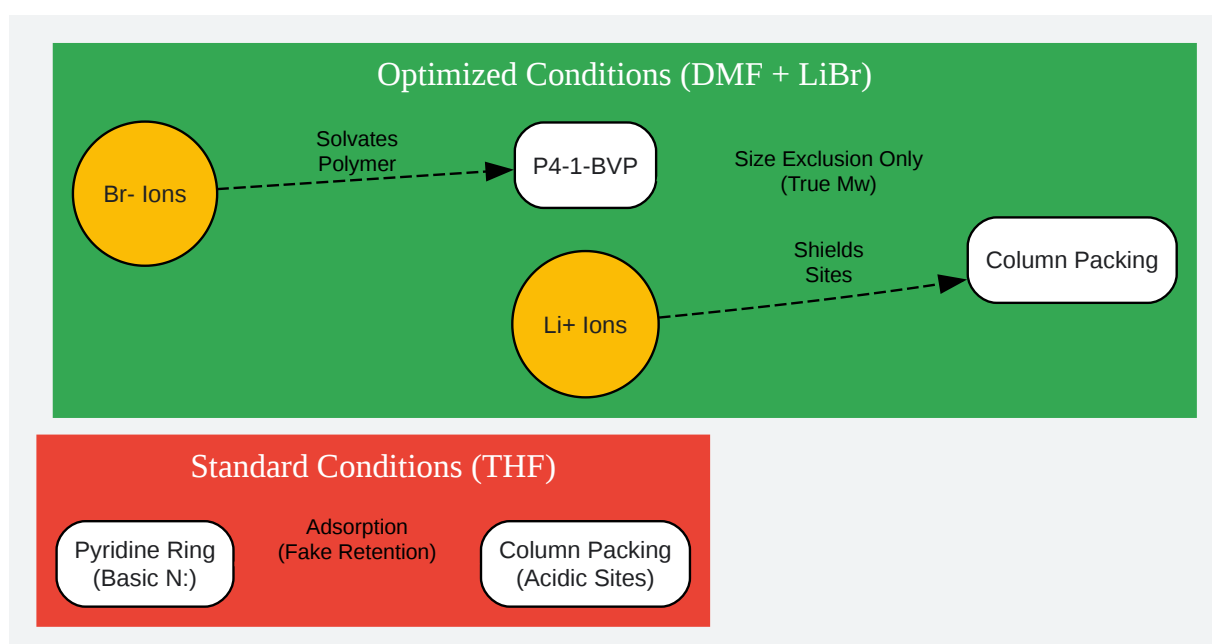 Optimized Conditions (DMF + LiBr)
Solvates
Polymer
Br- Ions
P4-1-BVP
Size Exclusion Only
(True Mw)
Shields
Sites
Column Packing
Li+ Ions
Standard Conditions (THF)
Pyridine Ring
(Basic N:)
Adsorption
(Fake Retention)
Column Packing
(Acidic Sites)